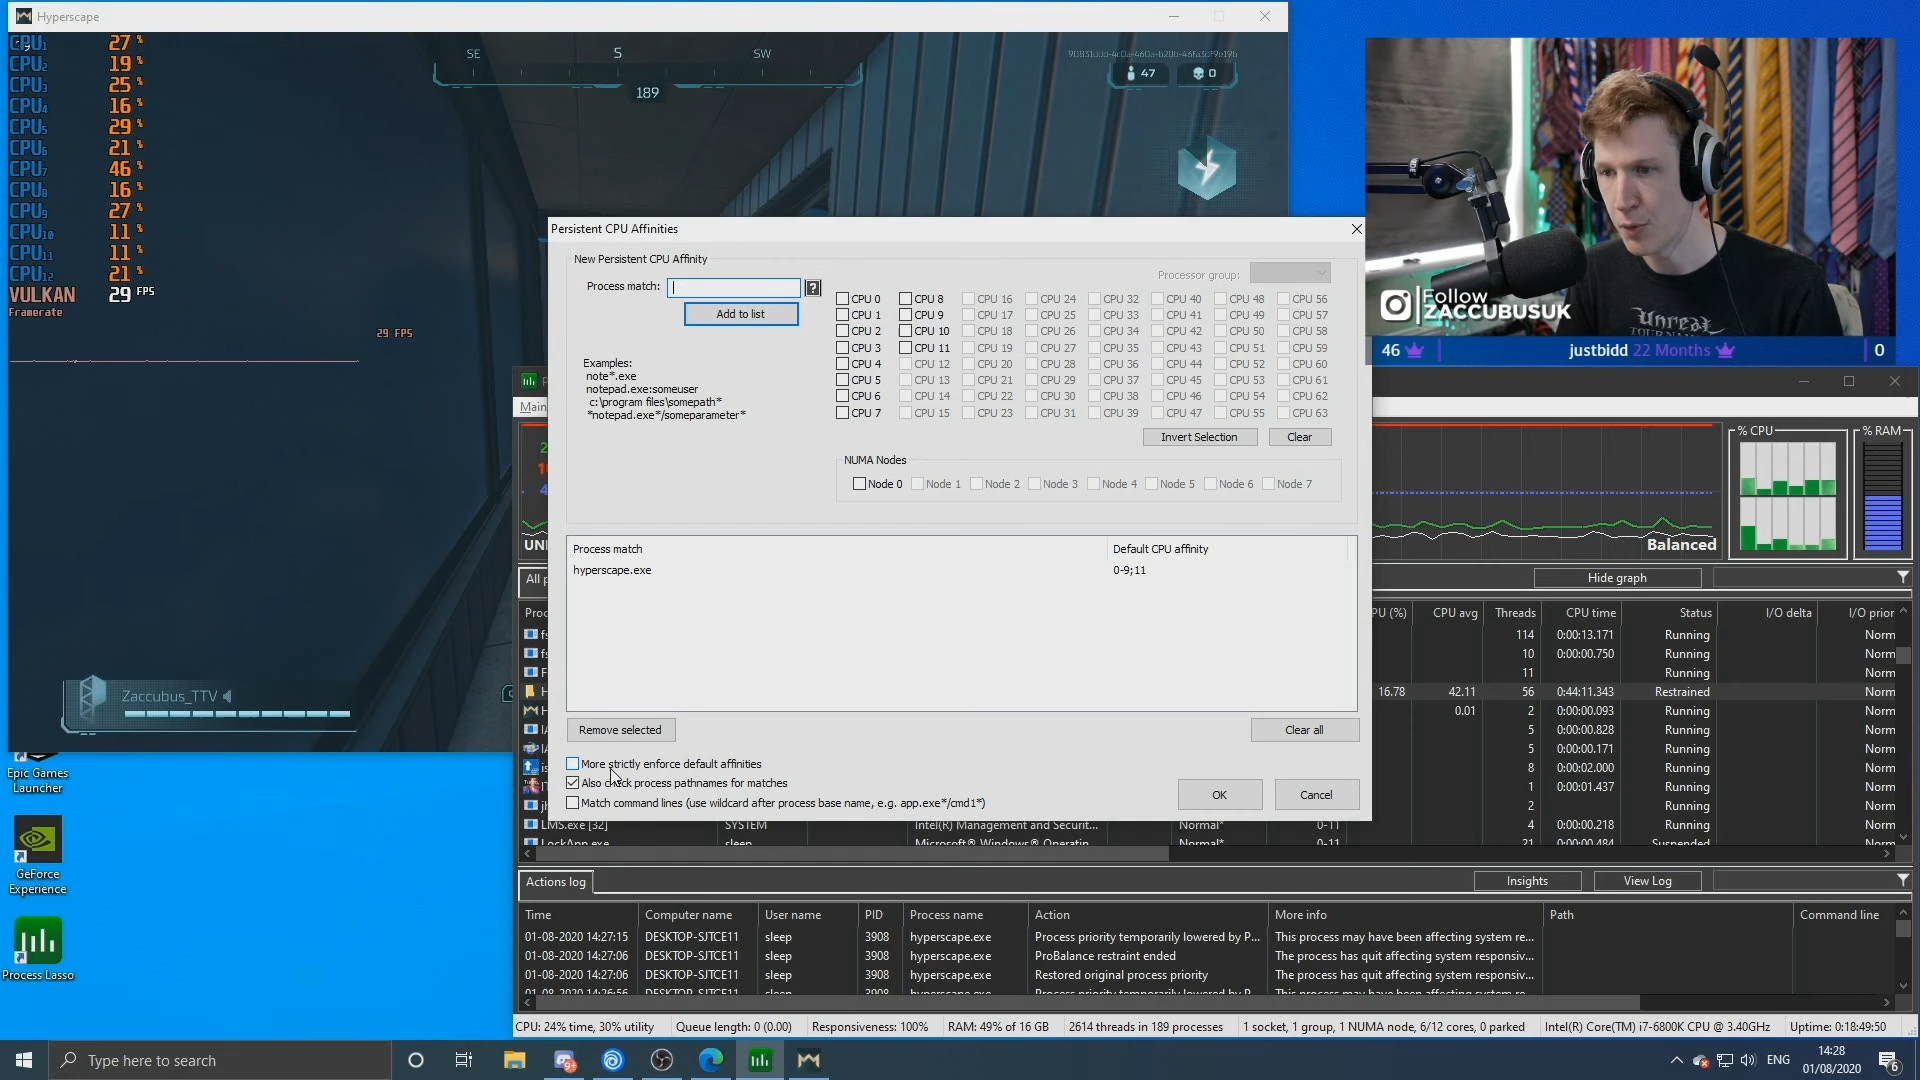 Hyperscape
CPU1 27 %
CPU2 19 %
CPU3 25 %
CPU4 16 %
CPU5 29 %
CPU6 21 %
CPU7 46 %
CPU8 16 %
CPU9 27 %
CPU10 11 %
CPU11 11 %
CPU12 21 %
VULKAN 29 FPS
Framerate
29 FPS
SE S SW
189
47 0
Zaccubus_TTV
Persistent CPU Affinities
New Persistent CPU Affinity
Process match:
Add to list
Examples:
note*.exe
notepad.exe:someuser
c:\program files\somepath*
*notepad.exe*/someparameter*
Processor group:
CPU 0 CPU 8 CPU 16 CPU 24 CPU 32 CPU 40 CPU 48 CPU 56
CPU 1 CPU 9 CPU 17 CPU 25 CPU 33 CPU 41 CPU 49 CPU 57
CPU 2 CPU 10 CPU 18 CPU 26 CPU 34 CPU 42 CPU 50 CPU 58
CPU 3 CPU 11 CPU 19 CPU 27 CPU 35 CPU 43 CPU 51 CPU 59
CPU 4 CPU 12 CPU 20 CPU 28 CPU 36 CPU 44 CPU 52 CPU 60
CPU 5 CPU 13 CPU 21 CPU 29 CPU 37 CPU 45 CPU 53 CPU 61
CPU 6 CPU 14 CPU 22 CPU 30 CPU 38 CPU 46 CPU 54 CPU 62
CPU 7 CPU 15 CPU 23 CPU 31 CPU 39 CPU 47 CPU 55 CPU 63
Invert Selection Clear
NUMA Nodes
Node 0 Node 1 Node 2 Node 3 Node 4 Node 5 Node 6 Node 7
Process match Default CPU affinity
hyperscape.exe 0-9;11
Remove selected Clear all
More strictly enforce default affinities
Also check process pathnames for matches
Match command lines (use wildcard after process base name, e.g. app.exe*/cmd1*)
OK Cancel
Follow
ZACCUBUSUK
Unreal
TOURNAMENT
46 justbidd 22 Months 0
Main
% CPU % RAM
Balanced
Hide graph
CPU avg Threads CPU time Status I/O delta I/O prior
114 0:00:13.171 Running Norm
10 0:00:00.750 Running Norm
11 Running Norm
16.78 42.11 56 0:44:11.343 Restrained Norm
0.01 2 0:00:00.093 Running Norm
5 0:00:00.828 Running Norm
5 0:00:00.171 Running Norm
8 0:00:02.000 Running Norm
1 0:00:01.437 Running Norm
2 Running Norm
LMS.exe [32] SYSTEM Intel(R) Management and Securit... Normal* 0-11 4 0:00:00.218 Running Norm
LockApp.exe sleep Microsoft® Windows® Operatin Normal* 0-11 21 0:00:00.484 Suspended Norm
Actions log Insights View Log
Time Computer name User name PID Process name Action More info Path Command line
01-08-2020 14:27:15 DESKTOP-SJTCE11 sleep 3908 hyperscape.exe Process priority temporarily lowered by P... This process may have been affecting system re...
01-08-2020 14:27:06 DESKTOP-SJTCE11 sleep 3908 hyperscape.exe ProBalance restraint ended The process has quit affecting system responsiv...
01-08-2020 14:27:06 DESKTOP-SJTCE11 sleep 3908 hyperscape.exe Restored original process priority The process has quit affecting system responsiv...
CPU: 24% time, 30% utility Queue length: 0 (0.00) Responsiveness: 100% RAM: 49% of 16 GB 2614 threads in 189 processes 1 socket, 1 group, 1 NUMA node, 6/12 cores, 0 parked Intel(R) Core(TM) i7-6800K CPU @ 3.40GHz Uptime: 0:18:49:50
Epic Games
Launcher
GeForce
Experience
Process Lasso
Type here to search
ENG
14:28
01/08/2020
6